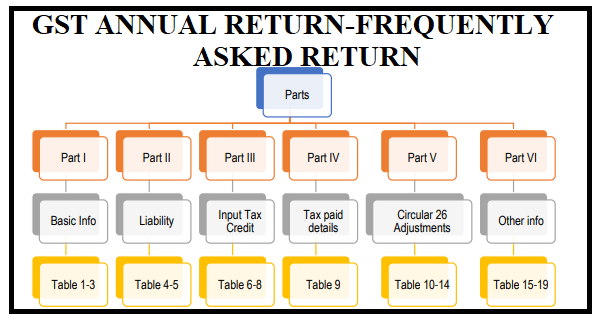 GST ANNUAL RETURN-FREQUENTLY
ASKED RETURN
Parts
Part I
Part II
Part III
Part IV
Part V
Part VI
Basic Info
Liability
Input Tax
Credit
Tax paid
details
Circular 26
Adjustments
Other info
Table 1-3
Table 4-5
Table 6-8
Table 9
Table 10-14
Table 15-19